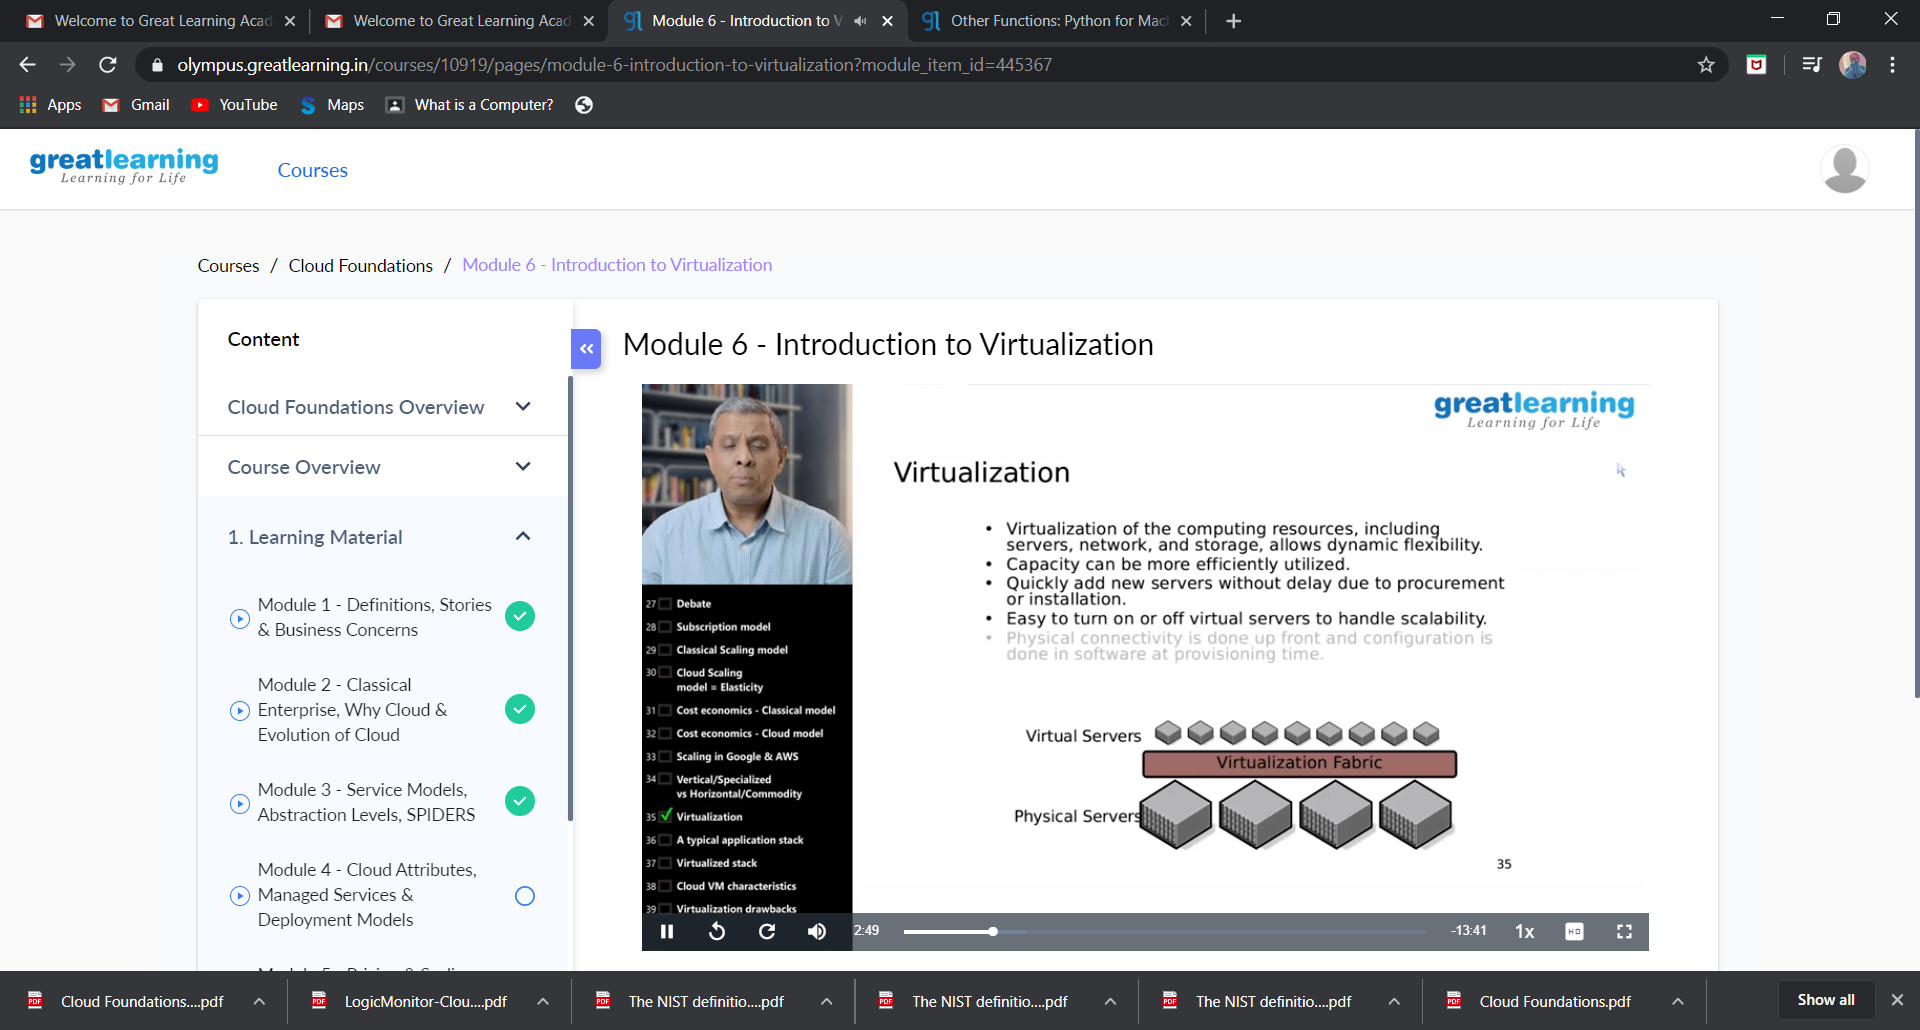 Welcome to Great Learning Acad
Welcome to Great Learning Acad
Module 6 - Introduction to V
Other Functions: Python for Mach
olympus.greatlearning.in/courses/10919/pages/module-6-introduction-to-virtualization?module_item_id=445367
Apps
Gmail
YouTube
Maps
What is a Computer?
greatlearning
Learning for Life
Courses
Courses / Cloud Foundations / Module 6 - Introduction to Virtualization
Content
Cloud Foundations Overview
Course Overview
1. Learning Material
Module 1 - Definitions, Stories
& Business Concerns
Module 2 - Classical
Enterprise, Why Cloud &
Evolution of Cloud
Module 3 - Service Models,
Abstraction Levels, SPIDERS
Module 4 - Cloud Attributes,
Managed Services &
Deployment Models
Module 6 - Introduction to Virtualization
greatlearning
Learning for Life
Virtualization
• Virtualization of the computing resources, including
servers, network, and storage, allows dynamic flexibility.
• Capacity can be more efficiently utilized.
• Quickly add new servers without delay due to procurement
or installation.
• Easy to turn on or off virtual servers to handle scalability.
• Physical connectivity is done up front and configuration is
done in software at provisioning time.
Virtual Servers
Virtualization Fabric
Physical Servers
35
27 Debate
28 Subscription model
29 Classical Scaling model
30 Cloud Scaling
model = Elasticity
31 Cost economics - Classical model
32 Cost economics - Cloud model
33 Scaling in Google & AWS
34 Vertical/Specialized
vs Horizontal/Commodity
35 Virtualization
36 A typical application stack
37 Virtualized stack
38 Cloud VM characteristics
39 Virtualization drawbacks
2:49
-13:41
1x
HD
Cloud Foundations....pdf
LogicMonitor-Clou....pdf
The NIST definitio....pdf
The NIST definitio....pdf
The NIST definitio....pdf
Cloud Foundations.pdf
Show all